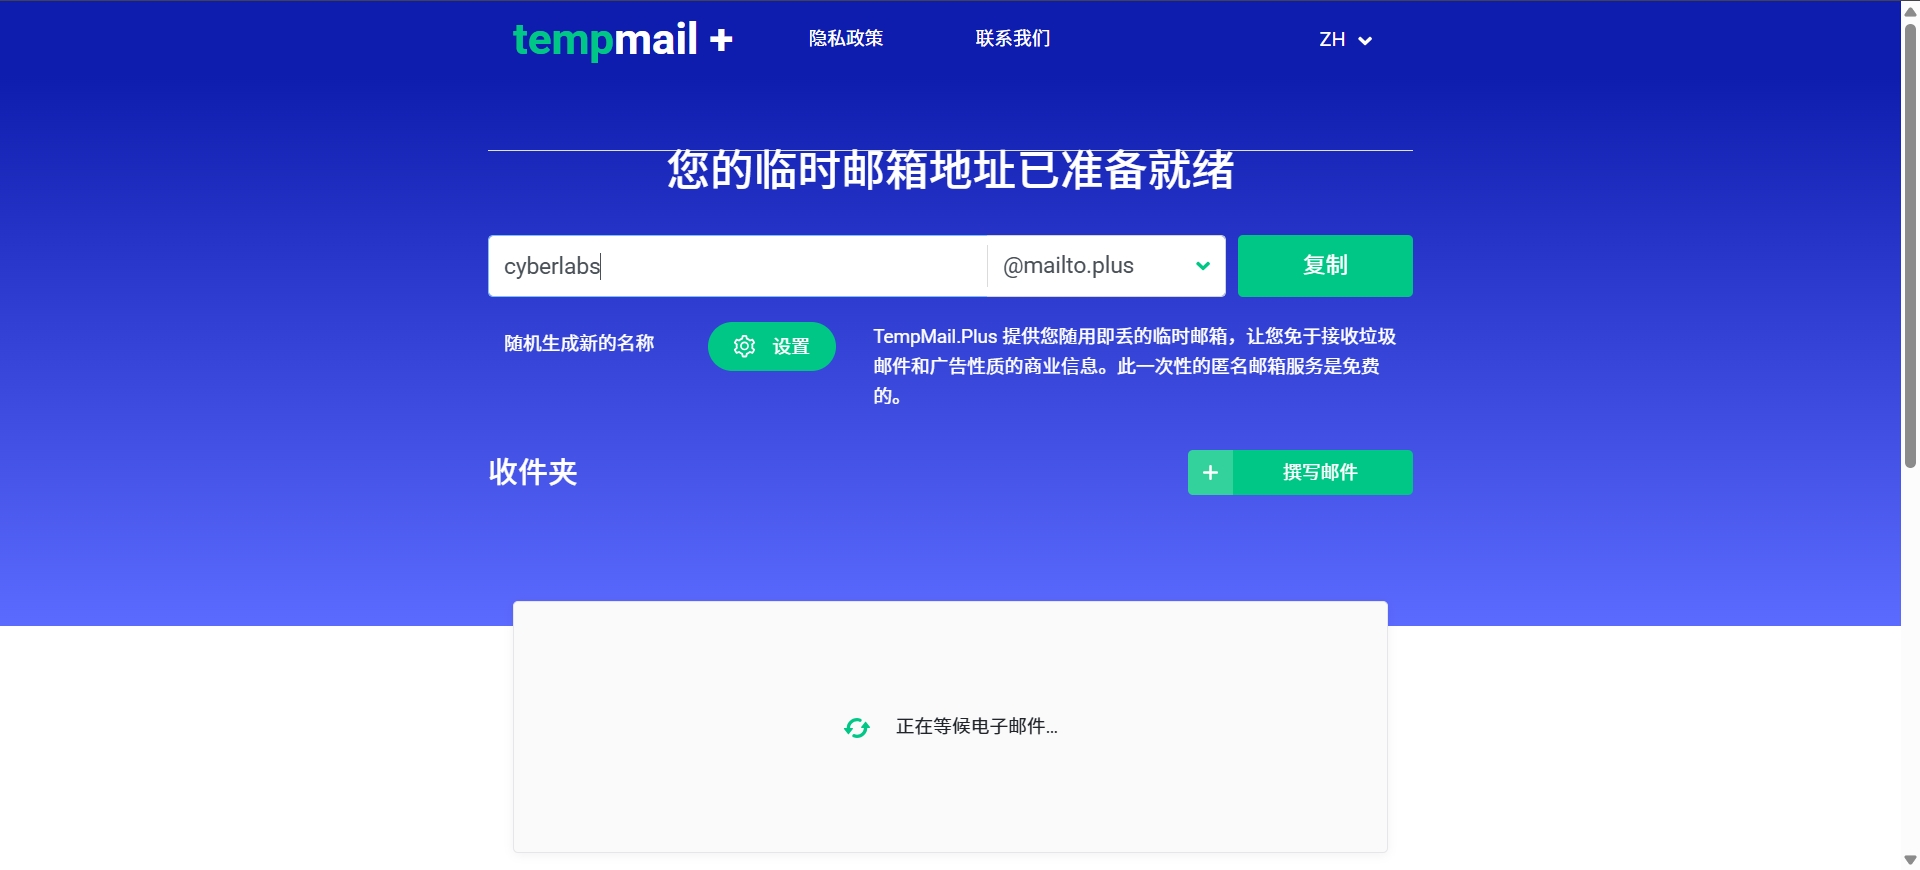 tempmail +
隐私政策
联系我们
ZH
您的临时邮箱地址已准备就绪
cyberlabs
@mailto.plus
复制
随机生成新的名称
设置
TempMail.Plus 提供您随用即丢的临时邮箱，让您免于接收垃圾
邮件和广告性质的商业信息。此一次性的匿名邮箱服务是免费
的。
收件夹
+ 撰写邮件
正在等候电子邮件...